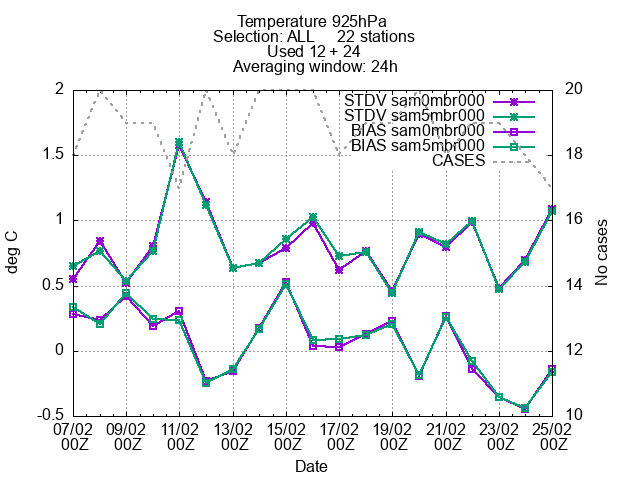 Temperature 925hPa
Selection: ALL 22 stations
Used 12 + 24
Averaging window: 24h
STDV sam0mbr000
STDV sam5mbr000
BIAS sam0mbr000
BIAS sam5mbr000
CASES
2
1.5
1
0.5
0
-0.5
deg C
20
18
16
14
12
10
No cases
07/02 09/02 11/02 13/02 15/02 17/02 19/02 21/02 23/02 25/02
00Z 00Z 00Z 00Z 00Z 00Z 00Z 00Z 00Z 00Z
Date